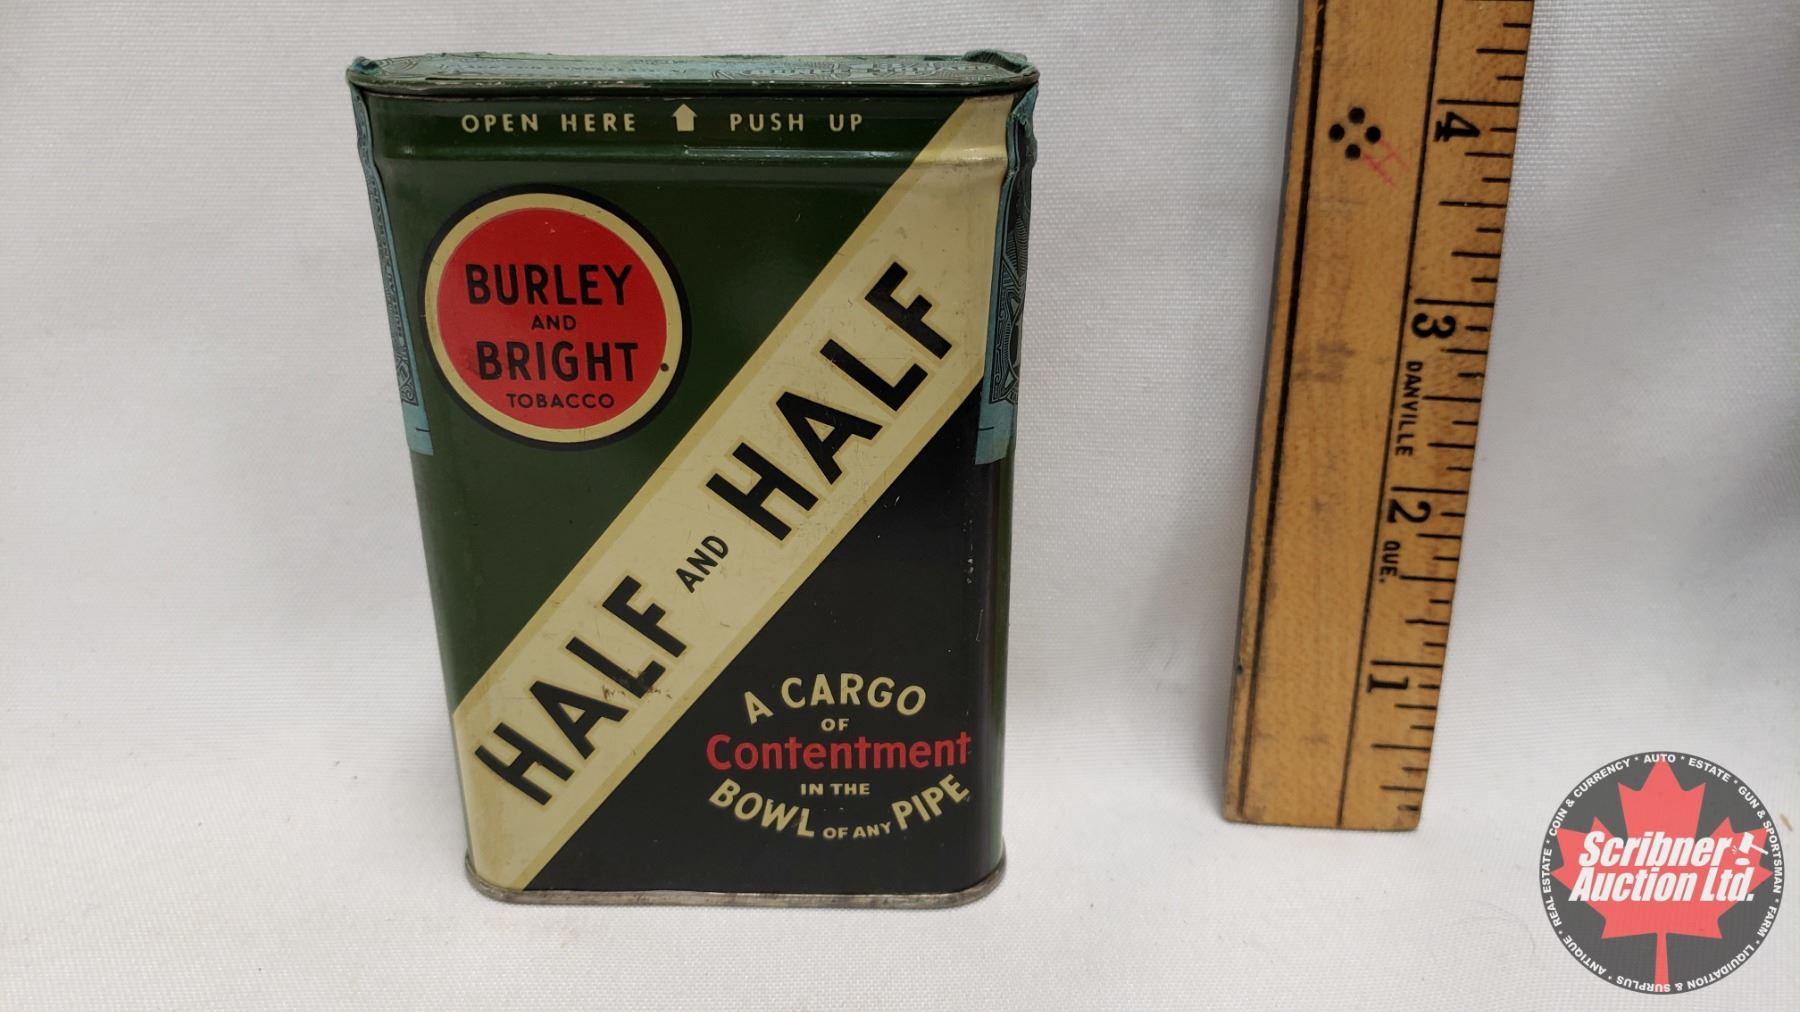 OPEN HERE PUSH UP
BURLEY
AND
BRIGHT
TOBACCO
HALF AND HALF
A CARGO
OF
Contentment
IN THE
BOWL OF ANY PIPE
4
3
DANVILLE
2
QUE.
1
COIN & CURRENCY * AUTO * ESTATE * GUN & SPORTSMAN * FARM * LIQUIDATION & SURPLUS * ANTIQUE * REAL ESTATE *
Scribner
Auction Ltd.